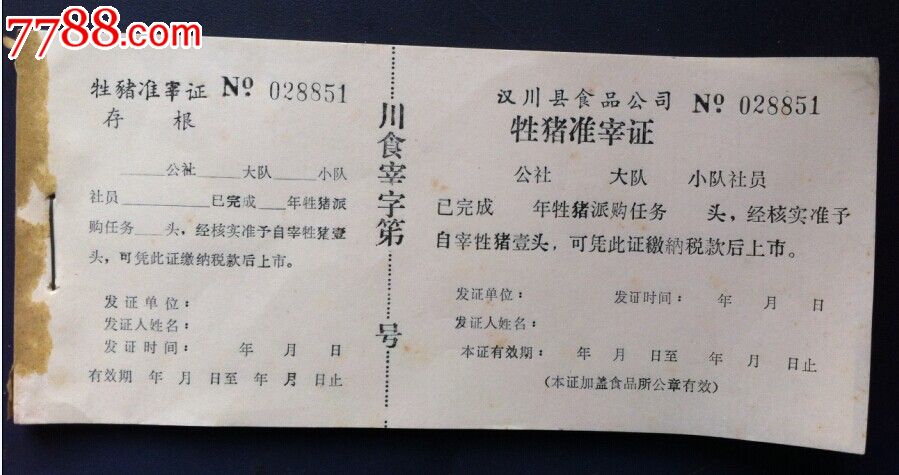 7788.com
牲豬准宰证 Nº 028851
存 根
公社 大队 小队
社员 已完成 年牲豬派
购任务 头，经核实准予自宰牲豬壹
头，可凭此证缴纳税款后上市。
发证单位：
发证人姓名：
发证时间： 年 月 日
有效期 年 月 日至 年 月 日止
川食宰字第 号
汉川县食品公司 Nº 028851
牲豬准宰证
公社 大队 小队社员
已完成 年牲豬派购任务 头，经核实准予
自宰牲豬壹头，可凭此证缴纳税款后上市。
发证单位： 发证时间： 年 月 日
发证人姓名：
本证有效期： 年 月 日至 年 月 日止
（本证加盖食品所公章有效）